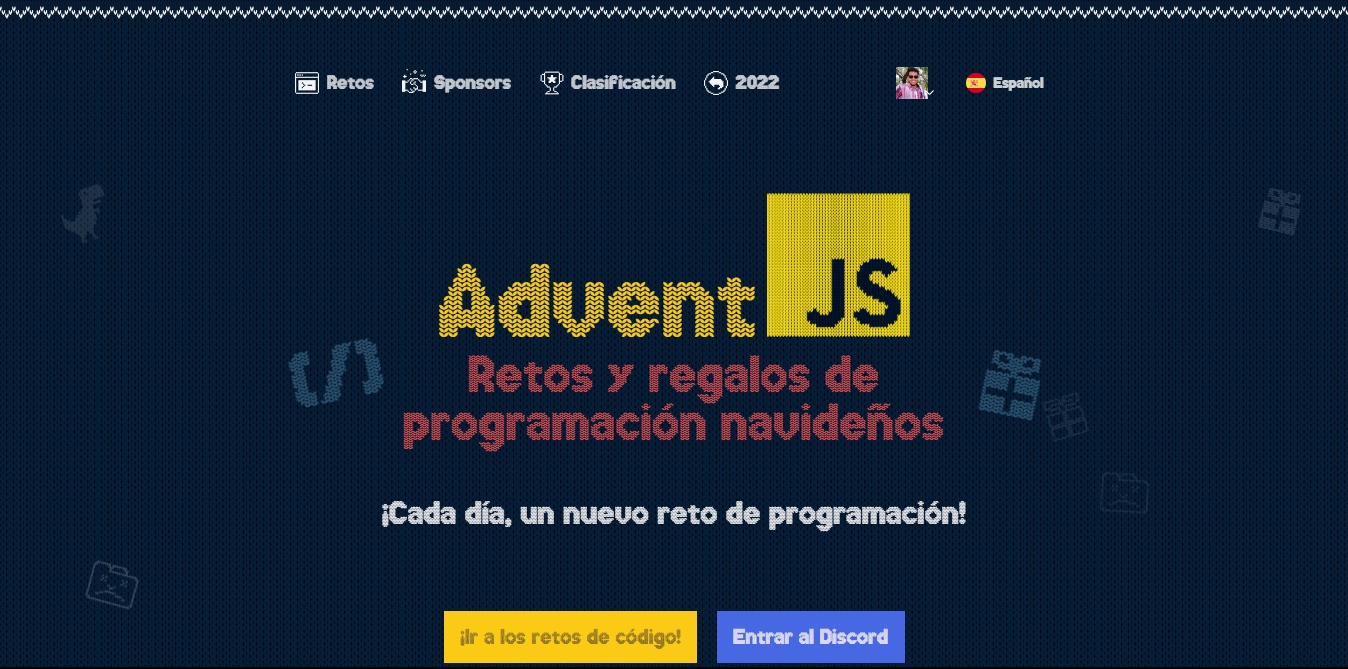 Retos
Sponsors
Clasificación
2022
Español
Advent JS
Retos y regalos de
programación navideños
¡Cada día, un nuevo reto de programación!
¡Ir a los retos de código!
Entrar al Discord